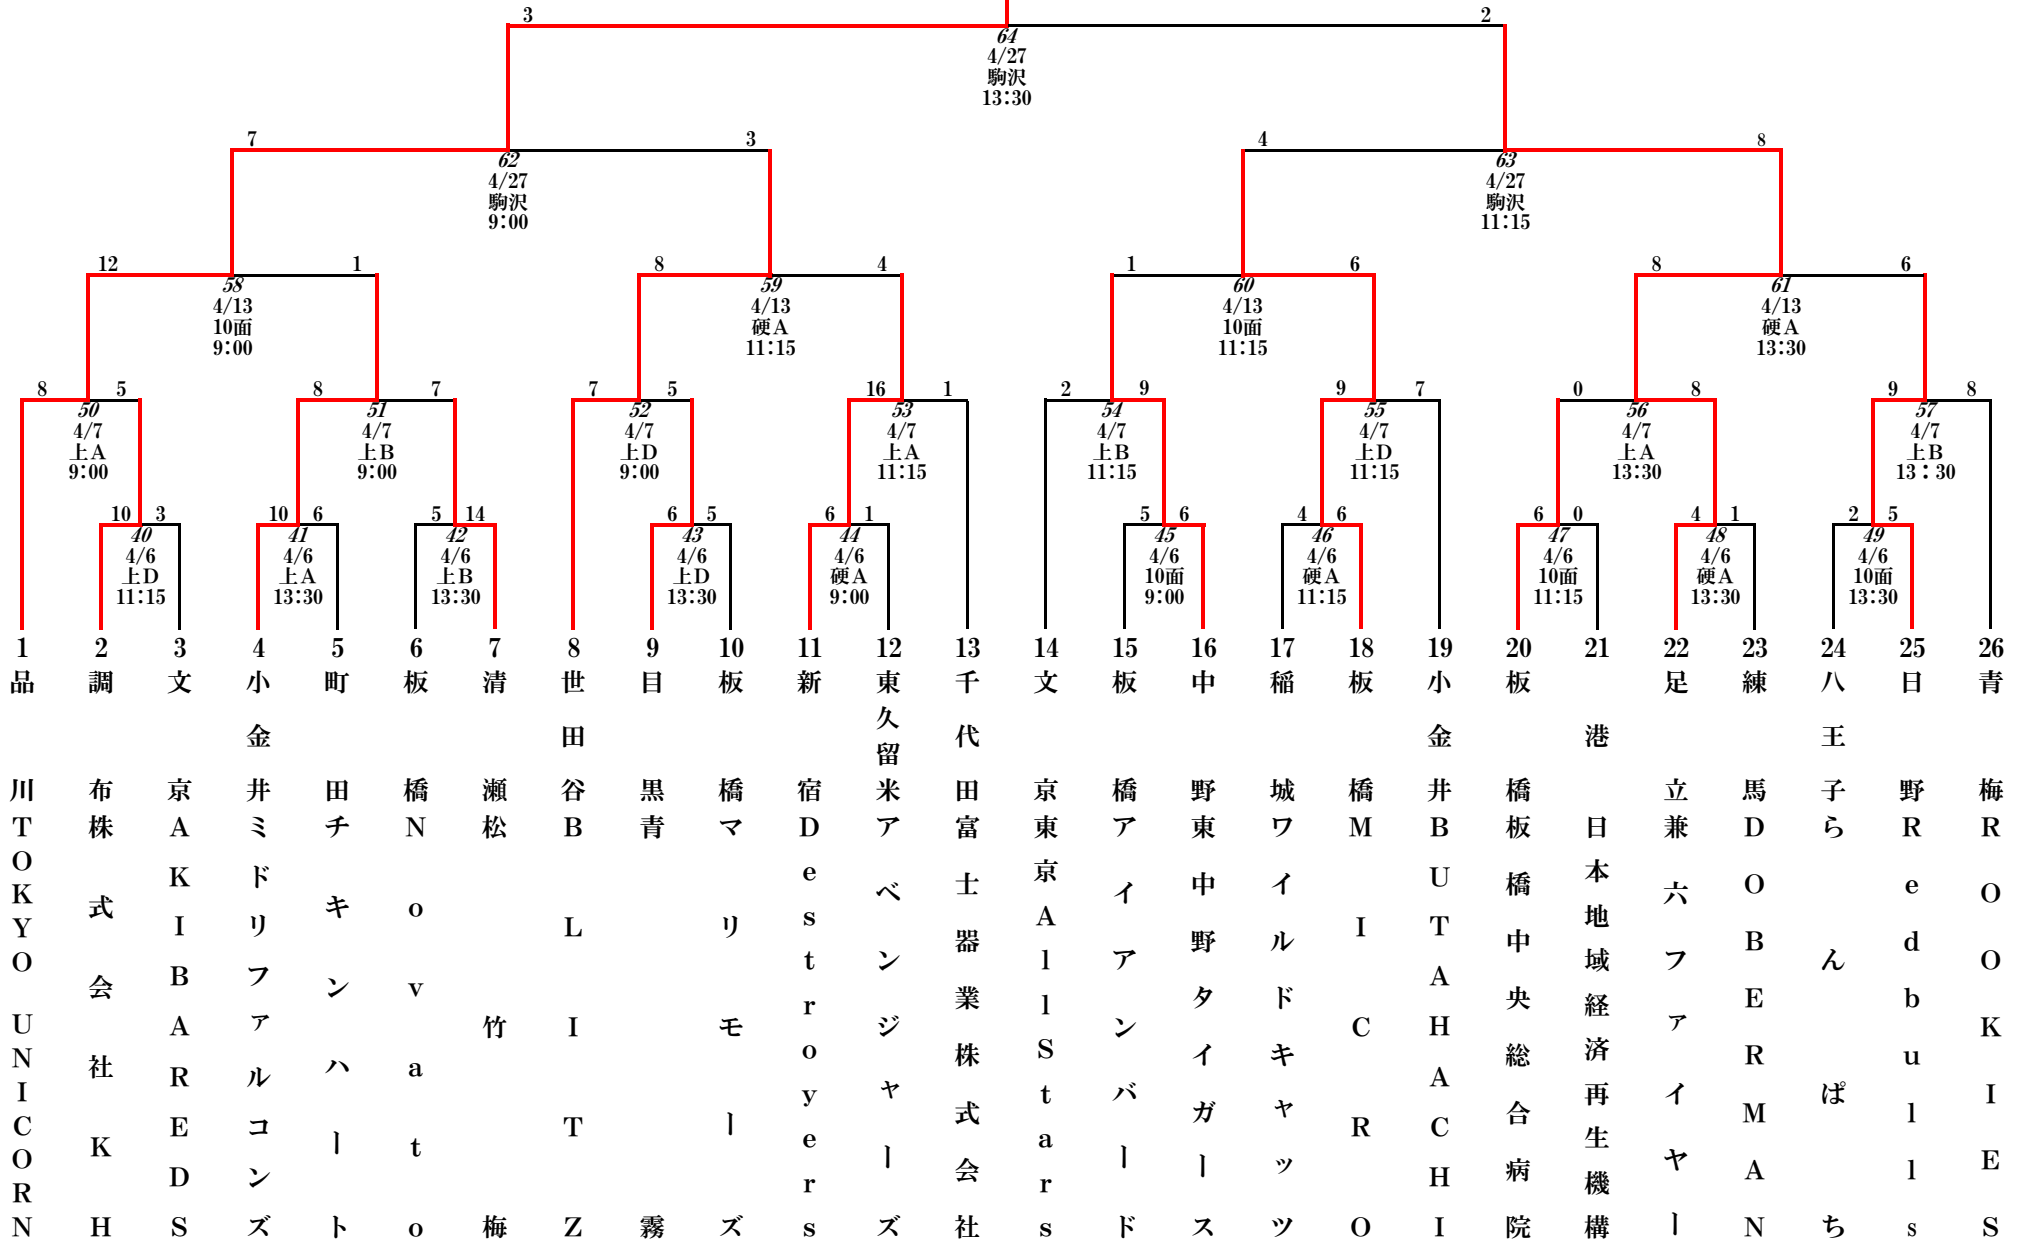 3 2
64
4/27
駒沢
13:30
7 3 4 8
62 63
4/27 4/27
駒沢 駒沢
9:00 11:15
12 1 8 4 1 6 8 6
58 59 60 61
4/13 4/13 4/13 4/13
10面 硬A 10面 硬A
9:00 11:15 11:15 13:30
8 5 8 7 7 5 16 1 2 9 9 7 0 8 9 8
50 51 52 53 54 55 56 57
4/7 4/7 4/7 4/7 4/7 4/7 4/7 4/7
上A 上B 上D 上A 上B 上D 上A 上B
9:00 9:00 9:00 11:15 11:15 11:15 13:30 13:30
10 3 10 6 5 14 6 5 6 1 5 6 4 6 6 0 4 1 2 5
40 41 42 43 44 45 46 47 48 49
4/6 4/6 4/6 4/6 4/6 4/6 4/6 4/6 4/6 4/6
上D 上A 上B 上D 硬A 10面 硬A 10面 硬A 10面
11:15 13:30 13:30 13:30 9:00 9:00 11:15 11:15 13:30 13:30
1 品川 TOKYO UNICORN
2 調布 株式会社KH
3 文京 AKIBAREDS
4 小金井 ミドリファルコンズ
5 町田 チキンハート
6 板橋 Novato
7 清瀬 松竹梅
8 世田谷 BLITZ
9 目黒 青霧
10 板橋 マリモーズ
11 新宿 Destroyers
12 東久留米 アベンジャーズ
13 千代田 富士器業株式会社
14 文京 東京AllStars
15 板橋 アイアンバード
16 中野 東中野タイガース
17 稲城 ワイルドキャッツ
18 板橋 MICRO
19 小金井 BUTAHACHI
20 板橋 板橋中央総合病院
21 港 日本地域経済再生機構
22 足立 兼六ファイヤー
23 練馬 DOBERMAN
24 八王子 らんぱち
25 日野 Redbulls
26 青梅 ROOKIES